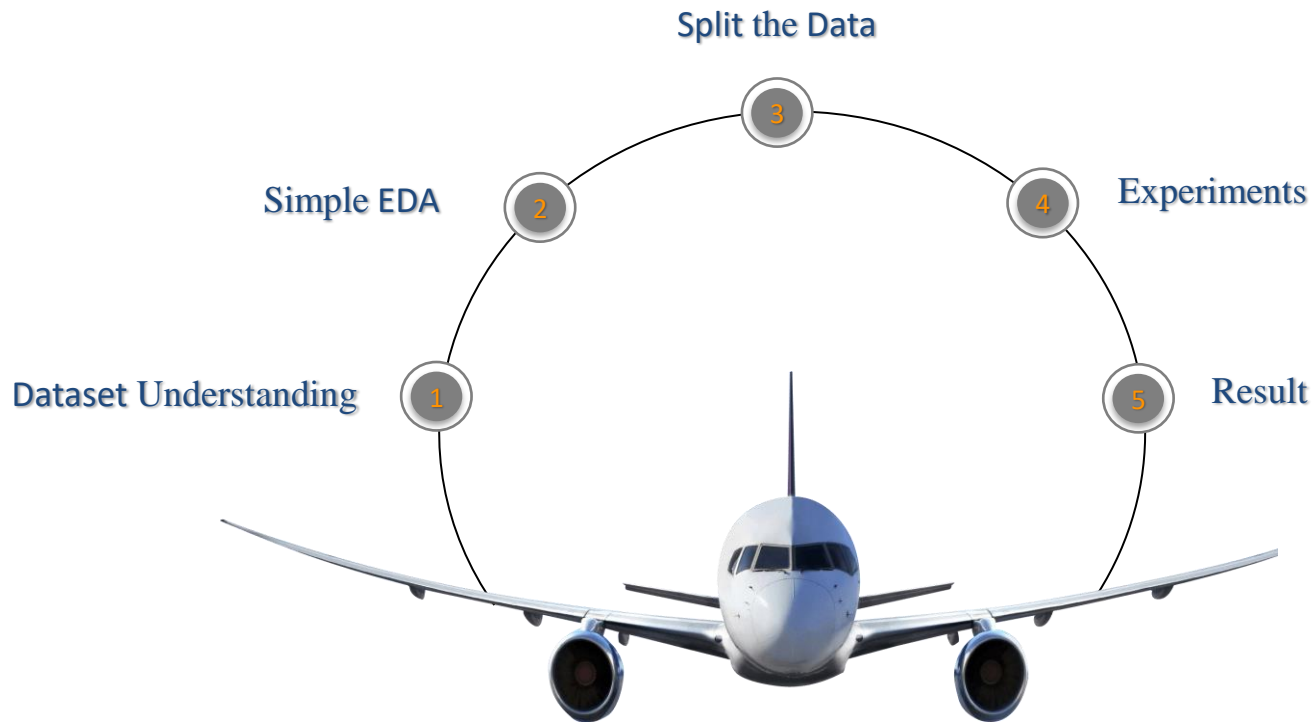 Split the Data
3
Simple EDA
2
4
Experiments
Dataset Understanding
1
5
Result